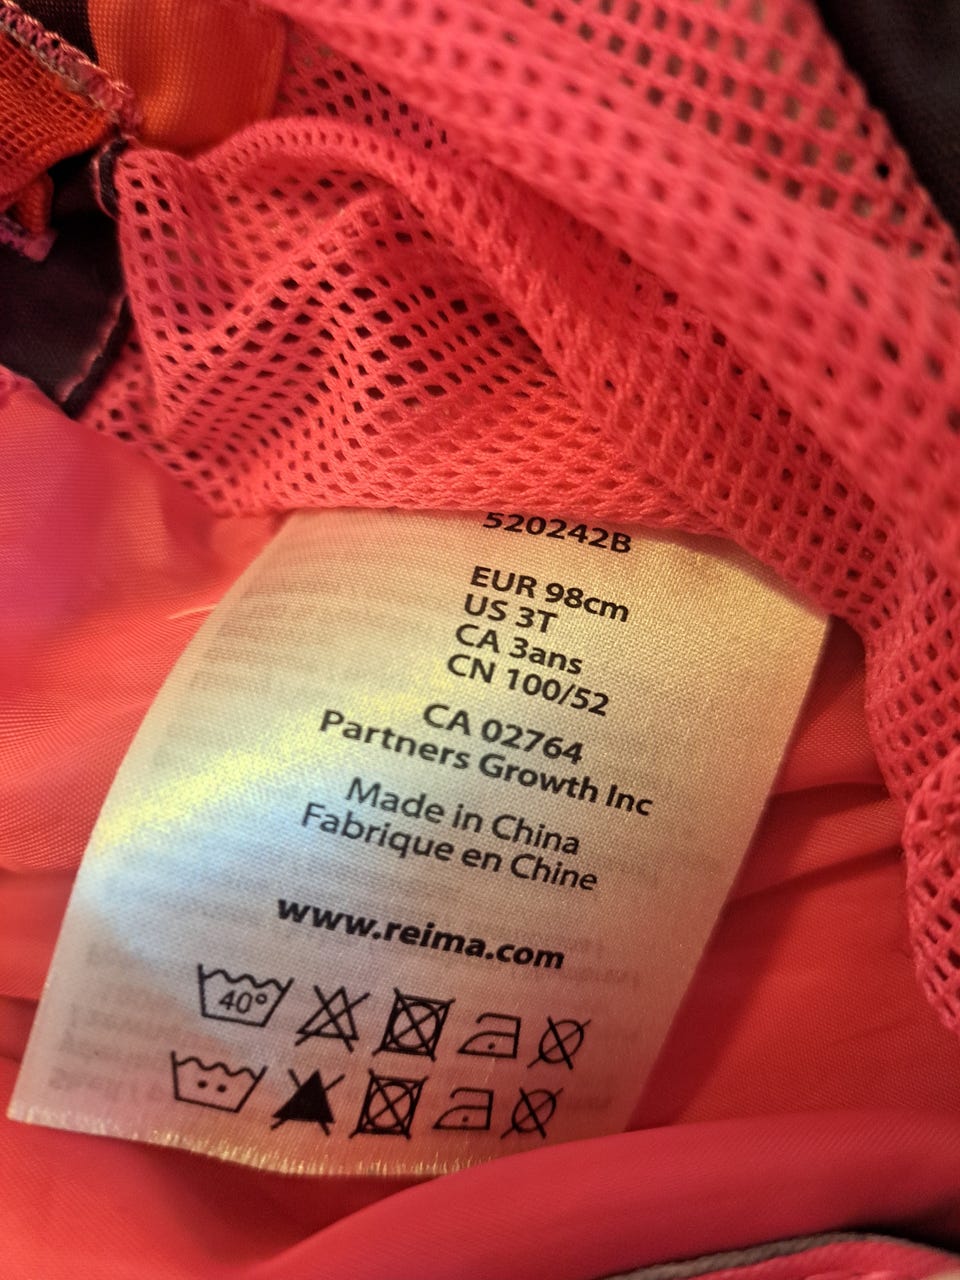 520242B
EUR 98cm
US 3T
CA 3ans
CN 100/52
CA 02764
Partners Growth Inc
Made in China
Fabrique en Chine
www.reima.com
40°